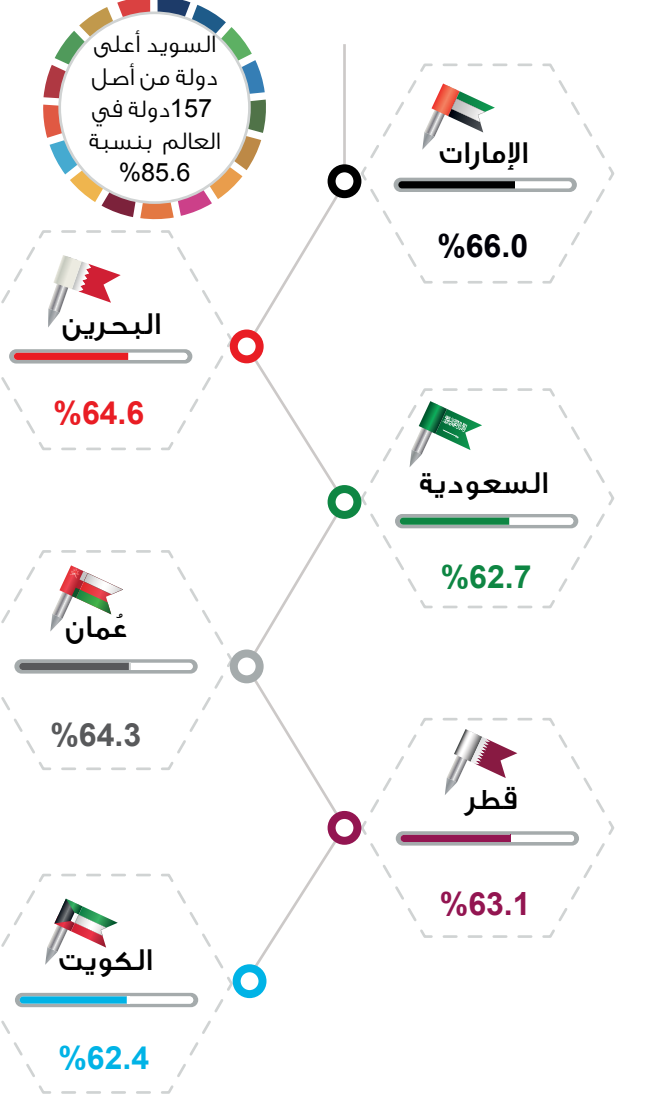 السويد أعلى
دولة من أصل
157دولة في
العالم بنسبة
%85.6
الإمارات
%66.0
البحرين
%64.6
السعودية
%62.7
عُمان
%64.3
قطر
%63.1
الكويت
%62.4